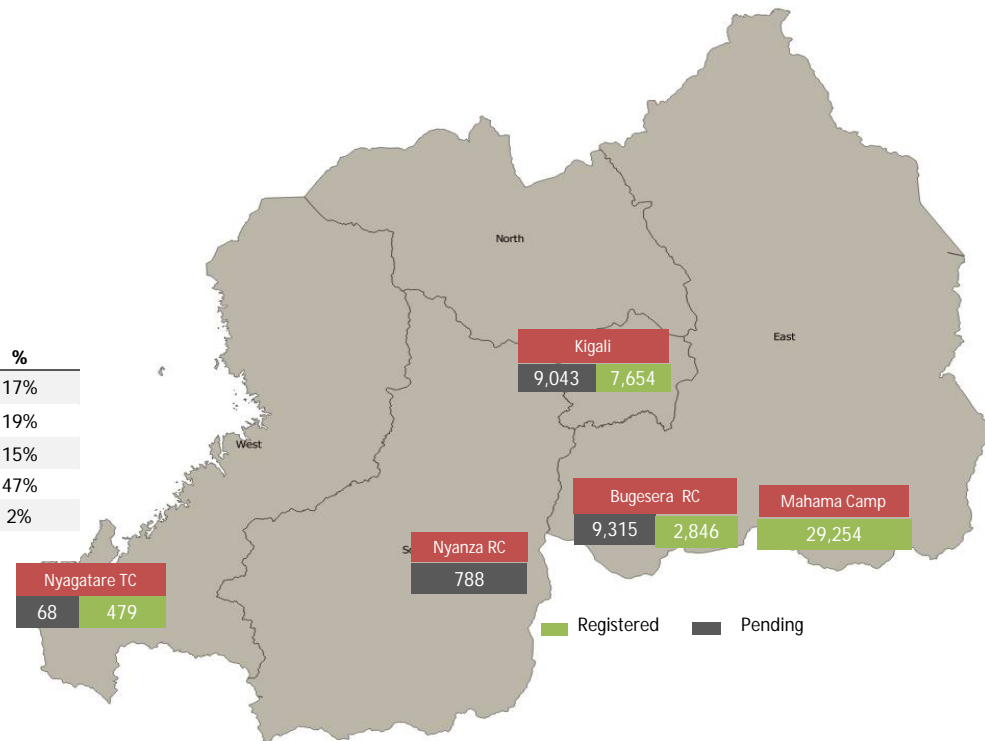 North
Kigali
9,043 7,654
East
%
17%
19%
15%
47%
2%
West
Bugesera RC
9,315 2,846
Mahama Camp
29,254
Nyanza RC
788
Nyagatare TC
68 479
Registered Pending